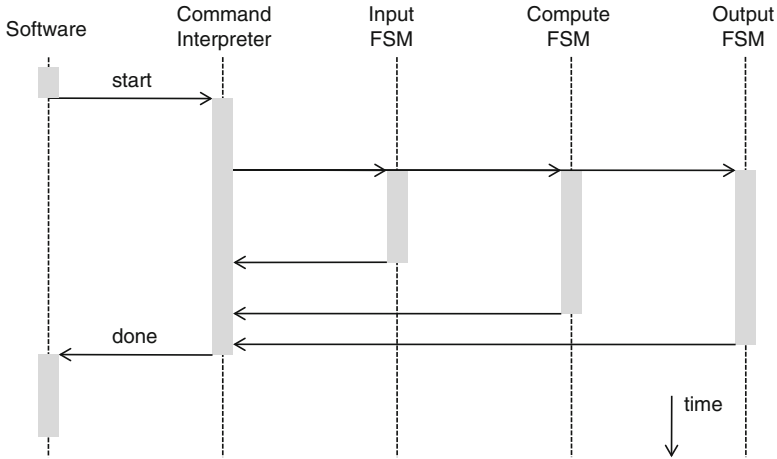 Software
Command
Interpreter
Input
FSM
Compute
FSM
Output
FSM
start
done
time